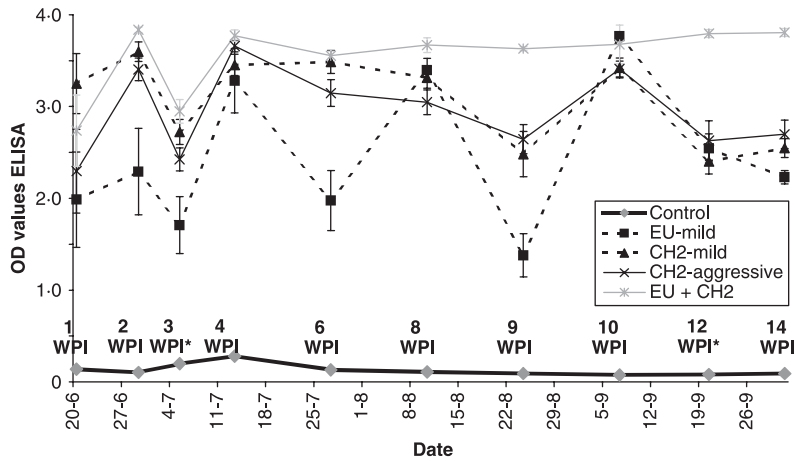 4·0
3·0
2·0
1·0
0
OD values ELISA
Control
EU-mild
CH2-mild
CH2-aggressive
EU + CH2
1 2 3 4 6 8 9 10 12 14
WPI WPI WPI* WPI WPI WPI WPI WPI WPI* WPI
20-6 27-6 4-7 11-7 18-7 25-7 1-8 8-8 15-8 22-8 29-8 5-9 12-9 19-9 26-9
Date